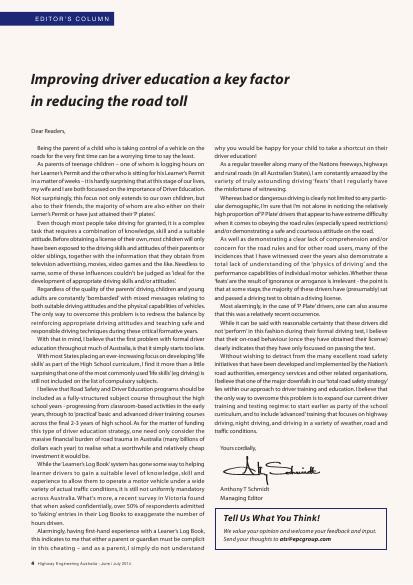 EDITOR'S COLUMN
Improving driver education a key factor
in reducing the road toll
Dear Readers,
Being the parent of a child who is taking control of a vehicle on the
roads for the very first time can be a worrying time to say the least.
As parents of teenage children – one of whom is logging hours on
her Learner's Permit and the other who is sitting for his Learner's Permit
in a matter of weeks – it is hardly surprising that at this stage of our lives,
my wife and I are both focussed on the importance of Driver Education.
Not surprisingly, this focus not only extends to our own children, but
also to their friends, the majority of whom are also either on their
Lerner's Permit or have just attained their 'P plates'.
Even though most people take driving for granted, it is a complex
task that requires a combination of knowledge, skill and a suitable
attitude. Before obtaining a license of their own, most children will only
have been exposed to the driving skills and attitudes of their parents or
older siblings, together with the information that they obtain from
television advertising, movies, video games and the like. Needless to
same, some of these influences couldn't be judged as 'ideal for the
development of appropriate driving skills and/or attitudes'.
Regardless of the quality of the parents' driving, children and young
adults are constantly 'bombarded' with mixed messages relating to
both suitable driving attitudes and the physical capabilities of vehicles.
The only way to overcome this problem is to redress the balance by
reinforcing appropriate driving attitudes and teaching safe and
responsible driving techniques during these critical formative years.
With that in mind, I believe that the first problem with formal driver
education throughout much of Australia, is that it simply starts too late.
With most States placing an ever-increasing focus on developing 'life
skills' as part of the High School curriculum, I find it more than a little
surprising that one of the most commonly used 'life skills' (eg driving) is
still not included on the list of compulsory subjects.
I believe that Road Safety and Driver Education programs should be
included as a fully-structured subject course throughout the high
school years - progressing from classroom-based activities in the early
years, through to 'practical' basic and advanced driver training courses
across the final 2-3 years of high school. As for the matter of funding
this type of driver education strategy, one need only consider the
massive financial burden of road trauma in Australia (many billions of
dollars each year) to realise what a worthwhile and relatively cheap
investment it would be.
While the 'Learner's Log Book' system has gone some way to helping
learner drivers to gain a suitable level of knowledge, skill and
experience to allow them to operate a motor vehicle under a wide
variety of actual traffic conditions, it is still not uniformly mandatory
across Australia. What's more, a recent survey in Victoria found
that when asked confidentially, over 50% of respondents admitted
to 'faking' entries in their Log Books to exaggerate the number of
hours driven.
Alarmingly, having first-hand experience with a Leaner's Log Book,
this indicates to me that either a parent or guardian must be complicit
in this cheating – and as a parent, I simply do not understand
why you would be happy for your child to take a shortcut on their
driver education!
As a regular traveller along many of the Nations freeways, highways
and rural roads (in all Australian States), I am constantly amazed by the
variety of truly astounding driving 'feats' that I regularly have
the misfortune of witnessing.
Whereas bad or dangerous driving is clearly not limited to any partic-
ular demographic, I'm sure that I'm not alone in noticing the relatively
high proportion of 'P Plate' drivers that appear to have extreme difficulty
when it comes to obeying the road rules (especially speed restrictions)
and/or demonstrating a safe and courteous attitude on the road.
As well as demonstrating a clear lack of comprehension and/or
concern for the road rules and for other road users, many of the
incidences that I have witnessed over the years also demonstrate a
total lack of understanding of the 'physics of driving' and the
performance capabilities of individual motor vehicles. Whether these
'feats' are the result of ignorance or arrogance is irrelevant - the point is
that at some stage, the majority of these drivers have (presumably) sat
and passed a driving test to obtain a driving license.
Most alarmingly, in the case of 'P Plate' drivers, one can also assume
that this was a relatively recent occurrence.
While it can be said with reasonable certainty that these drivers did
not 'perform' in this fashion during their formal driving test, I believe
that their on-road behaviour (once they have obtained their license)
clearly indicates that they have only focused on passing the test.
Without wishing to detract from the many excellent road safety
initiatives that have been developed and implemented by the Nation's
road authorities, emergency services and other related organisations,
I believe that one of the major downfalls in our 'total road safety strategy'
lies within our approach to driver training and education. I believe that
the only way to overcome this problem is to expand our current driver
training and testing regime: to start earlier as part of the school
curriculum, and to include 'advanced' training that focuses on highway
driving, night driving, and driving in a variety of weather, road and
traffic conditions.
Yours cordially,
Anthony T Schmidt
Managing Editor
Tell Us What You Think!
We value your opinion and welcome your feedback and input.
Send your thoughts to ats@epcgroup.com
4 Highway Engineering Australia - June / July 2014